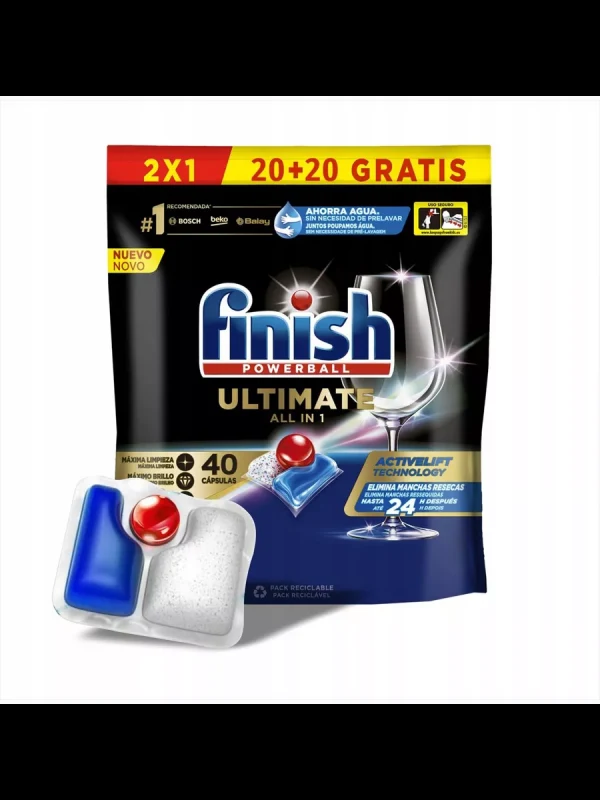 2X1 20+20 GRATIS
#1 RECOMENDADA*
BOSCH beko Balay
AHORRA AGUA.
SIN NECESIDAD DE PRELAVAR
JUNTOS POUPAMOS ÁGUA.
SEM NECESSIDADE DE PRÉ-LAVAGEM
USO SEGURO
NUEVO
NOVO
finish
POWERBALL
ULTIMATE
ALL IN 1
MÁXIMA LIMPIEZA
MÁXIMA LIMPEZA
MÁXIMO BRILLO
40
CÁPSULAS
ACTIVELIFT
TECHNOLOGY
ELIMINA MANCHAS RESECAS
ELIMINA MANCHAS RESSEQUIDAS
HASTA 24 H DESPUÉS
ATÉ H DEPOIS
PACK RECICLABLE
PACK RECICLÁVEL